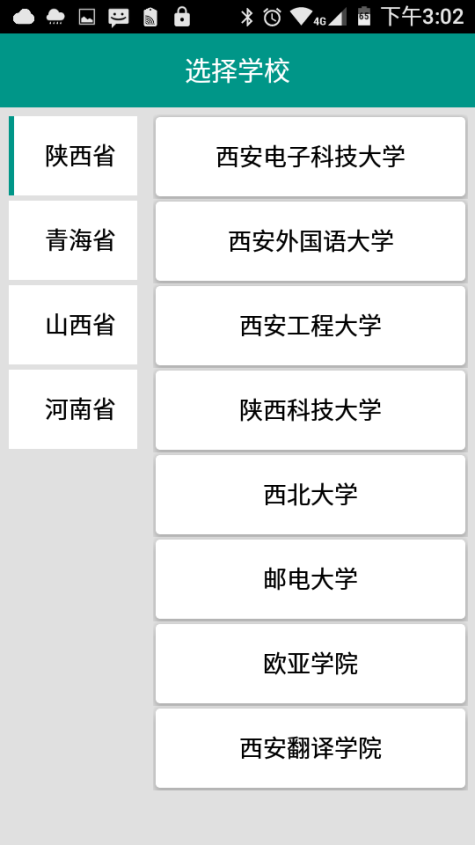 4G 65 下午3:02
选择学校
陕西省
青海省
山西省
河南省
西安电子科技大学
西安外国语大学
西安工程大学
陕西科技大学
西北大学
邮电大学
欧亚学院
西安翻译学院